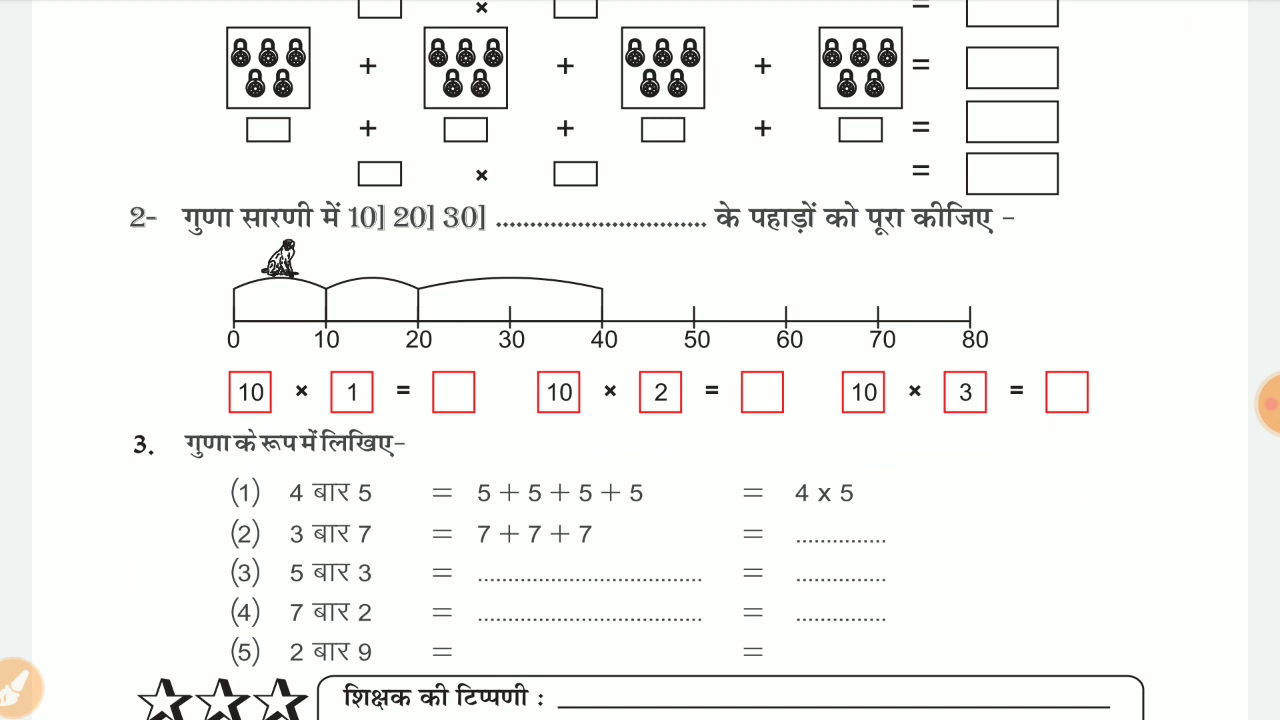 × =
+ + + =
+ + + =
× =
2- गुणा सारणी में 10] 20] 30] ............................... के पहाड़ों को पूरा कीजिए -
0 10 20 30 40 50 60 70 80
10 × 1 = 10 × 2 = 10 × 3 =
3. गुणा के रूप में लिखिए-
(1) 4 बार 5 = 5 + 5 + 5 + 5 = 4 x 5
(2) 3 बार 7 = 7 + 7 + 7 = ...............
(3) 5 बार 3 = ..................................... = ...............
(4) 7 बार 2 = ..................................... = ...............
(5) 2 बार 9 = =
शिक्षक की टिप्पणी : ____________________